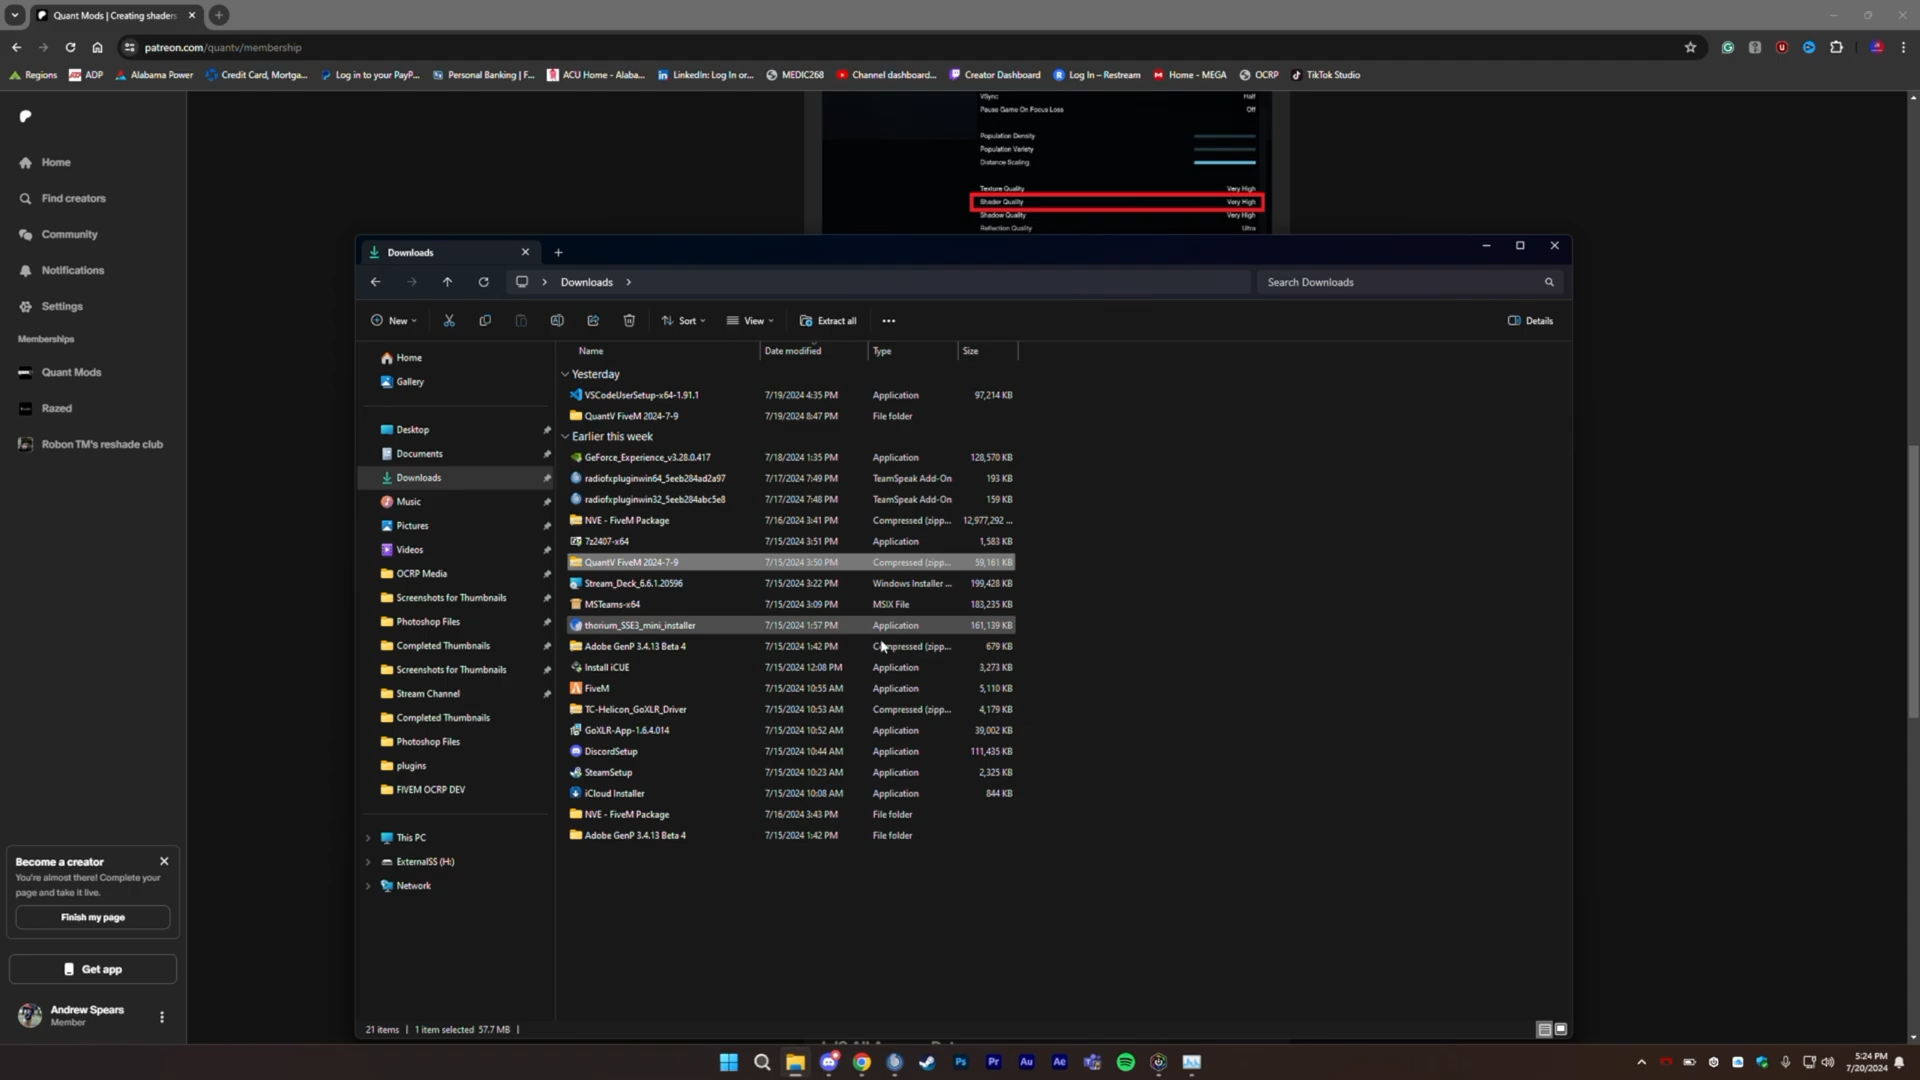 Quant Mods | Creating shaders
patreon.com/quantv/membership
Regions
ADP
Alabama Power
Credit Card, Mortga...
Log in to your PayP...
Personal Banking | F...
ACU Home - Alaba...
LinkedIn: Log In or...
MEDIC268
Channel dashboard...
Creator Dashboard
Log In – Restream
Home - MEGA
OCRP
TikTok Studio
Home
Find creators
Community
Notifications
Settings
Memberships
Quant Mods
Razed
Robon TM's reshade club
Become a creator
You're almost there! Complete your
page and take it live.
Finish my page
Get app
Andrew Spears
Member
VSync Half
Pause Game On Focus Loss Off
Population Density
Population Variety
Distance Scaling
Texture Quality Very High
Shader Quality Very High
Shadow Quality Very High
Reflection Quality Ultra
Downloads
Downloads
Search Downloads
New
Sort
View
Extract all
Details
Home
Gallery
Desktop
Documents
Downloads
Music
Pictures
Videos
OCRP Media
Screenshots for Thumbnails
Photoshop Files
Completed Thumbnails
Screenshots for Thumbnails
Stream Channel
Completed Thumbnails
Photoshop Files
plugins
FIVEM OCRP DEV
This PC
ExternalSS (H:)
Network
Name Date modified Type Size
Yesterday
VSCodeUserSetup-x64-1.91.1 7/19/2024 4:35 PM Application 97,214 KB
QuantV FiveM 2024-7-9 7/19/2024 8:47 PM File folder
Earlier this week
GeForce_Experience_v3.28.0.417 7/18/2024 1:35 PM Application 128,570 KB
radiofxpluginwin64_5eeb284ad2a97 7/17/2024 7:49 PM TeamSpeak Add-On 193 KB
radiofxpluginwin32_5eeb284abc5e8 7/17/2024 7:48 PM TeamSpeak Add-On 159 KB
NVE - FiveM Package 7/16/2024 3:41 PM Compressed (zipp... 12,977,292 ...
7z2407-x64 7/15/2024 3:51 PM Application 1,583 KB
QuantV FiveM 2024-7-9 7/15/2024 3:50 PM Compressed (zipp... 59,161 KB
Stream_Deck_6.6.1.20596 7/15/2024 3:22 PM Windows Installer ... 199,428 KB
MSTeams-x64 7/15/2024 3:09 PM MSIX File 183,235 KB
thorium_SSE3_mini_installer 7/15/2024 1:57 PM Application 161,139 KB
Adobe GenP 3.4.13 Beta 4 7/15/2024 1:42 PM Compressed (zipp... 679 KB
Install iCUE 7/15/2024 12:08 PM Application 3,273 KB
FiveM 7/15/2024 10:55 AM Application 5,110 KB
TC-Helicon_GoXLR_Driver 7/15/2024 10:53 AM Compressed (zipp... 4,179 KB
GoXLR-App-1.6.4.014 7/15/2024 10:52 AM Application 39,002 KB
DiscordSetup 7/15/2024 10:44 AM Application 111,435 KB
SteamSetup 7/15/2024 10:23 AM Application 2,325 KB
iCloud Installer 7/15/2024 10:08 AM Application 844 KB
NVE - FiveM Package 7/16/2024 3:43 PM File folder
Adobe GenP 3.4.13 Beta 4 7/15/2024 1:42 PM File folder
21 items | 1 item selected 57.7 MB |
Ps
Pr
Au
Ae
5:24 PM
7/20/2024